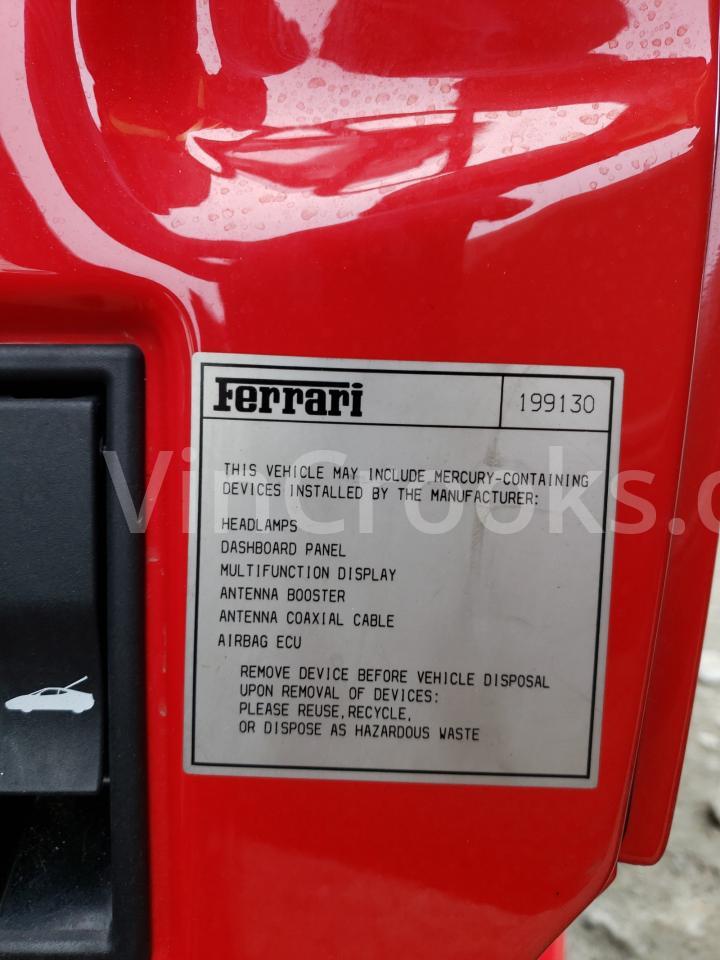 Ferrari 199130
THIS VEHICLE MAY INCLUDE MERCURY-CONTAINING
DEVICES INSTALLED BY THE MANUFACTURER:
HEADLAMPS
DASHBOARD PANEL
MULTIFUNCTION DISPLAY
ANTENNA BOOSTER
ANTENNA COAXIAL CABLE
AIRBAG ECU
REMOVE DEVICE BEFORE VEHICLE DISPOSAL
UPON REMOVAL OF DEVICES:
PLEASE REUSE,RECYCLE,
OR DISPOSE AS HAZARDOUS WASTE
VinCrooks.c